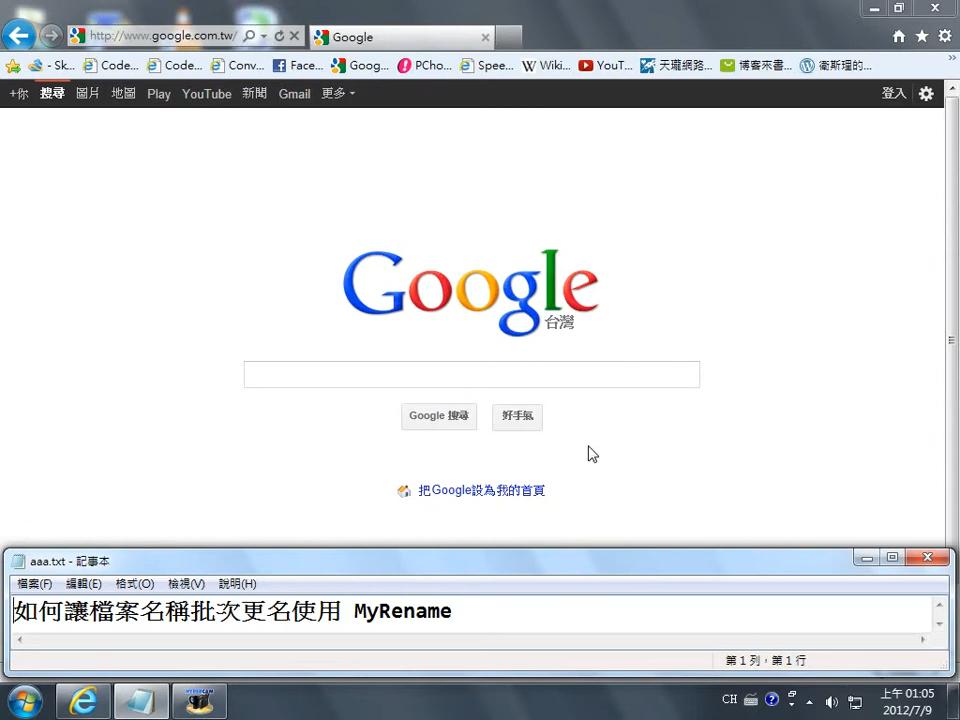 http://www.google.com.tw/
Google
- Sk...
Code...
Code...
Conv...
Face...
Goog...
PCho...
Spee...
Wiki...
YouT...
天瓏網路...
博客來書...
衛斯理的...
+你 搜尋 圖片 地圖 Play YouTube 新聞 Gmail 更多
登入
Google
台灣
Google 搜尋
好手氣
把Google設為我的首頁
aaa.txt - 記事本
檔案(F) 編輯(E) 格式(O) 檢視(V) 說明(H)
如何讓檔案名稱批次更名使用 MyRename
第 1 列，第 1 行
CH
上午 01:05
2012/7/9